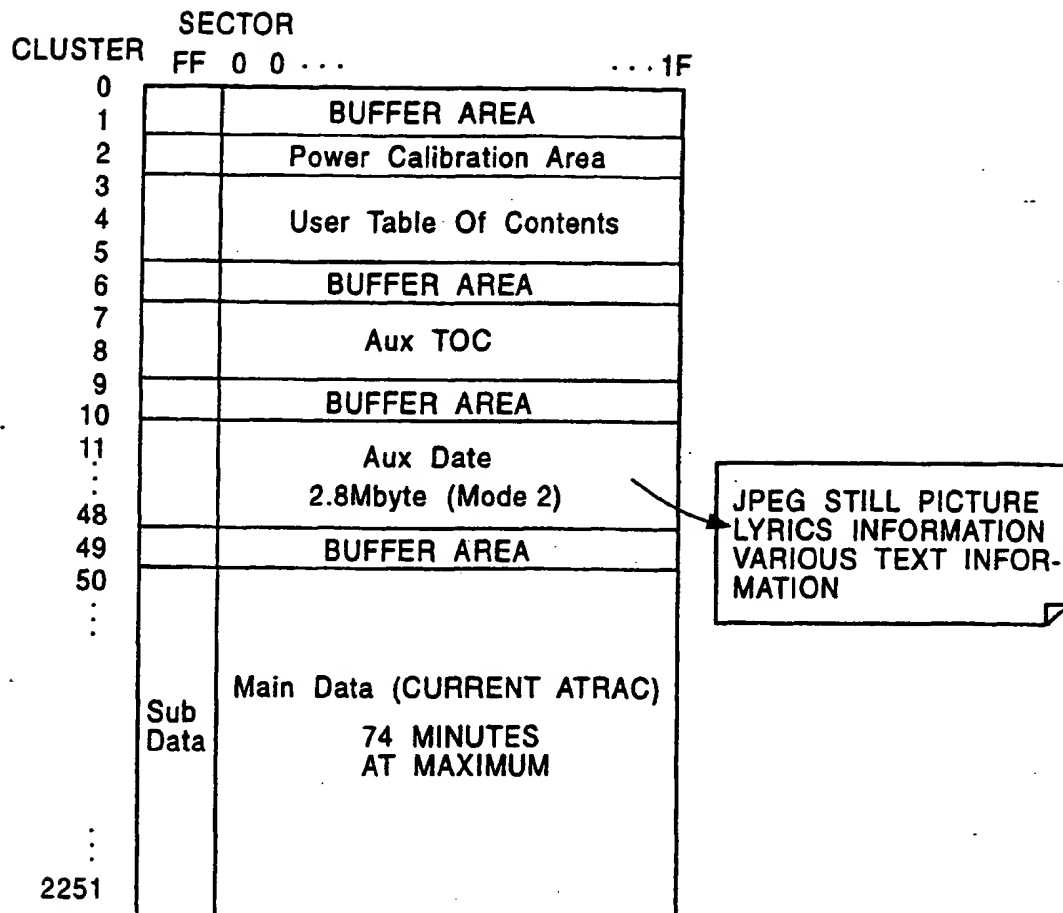 SECTOR
CLUSTER FF 0 0 ... ...1F
0
1 BUFFER AREA
2 Power Calibration Area
3
4 User Table Of Contents
5
6 BUFFER AREA
7
8 Aux TOC
9
10 BUFFER AREA
11 Aux Date
2.8Mbyte (Mode 2)
48
49 BUFFER AREA
50
JPEG STILL PICTURE
LYRICS INFORMATION
VARIOUS TEXT INFOR-
MATION
Main Data (CURRENT ATRAC)
Sub
Data
74 MINUTES
AT MAXIMUM
2251